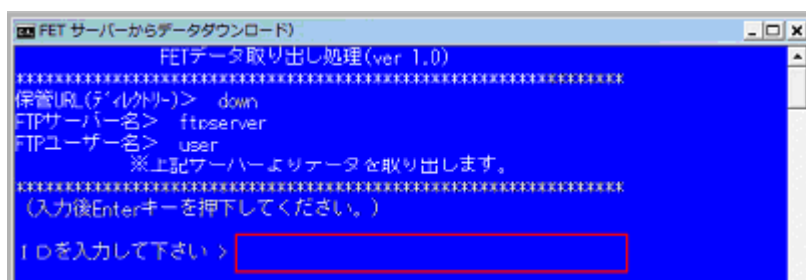 FET サーバーからデータダウンロード)
FETデータ取り出し処理(ver 1.0)
****************************************************************
保管URL(ディレクトリー)>　down
FTPサーバー名>　ftpserver
FTPユーザー名>　user
※上記サーバーよりデータを取り出します。
****************************************************************
(入力後Enterキーを押下してください。)
IDを入力して下さい >